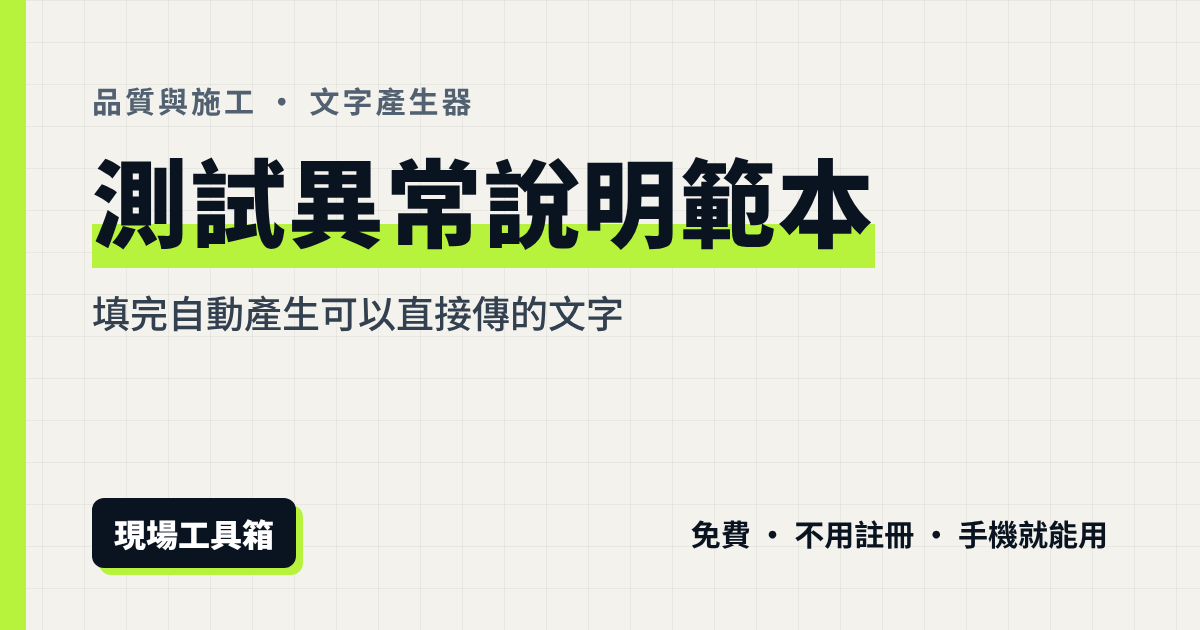 品質與施工 · 文字產生器
測試異常說明範本
填完自動產生可以直接傳的文字
現場工具箱
免費 · 不用註冊 · 手機就能用